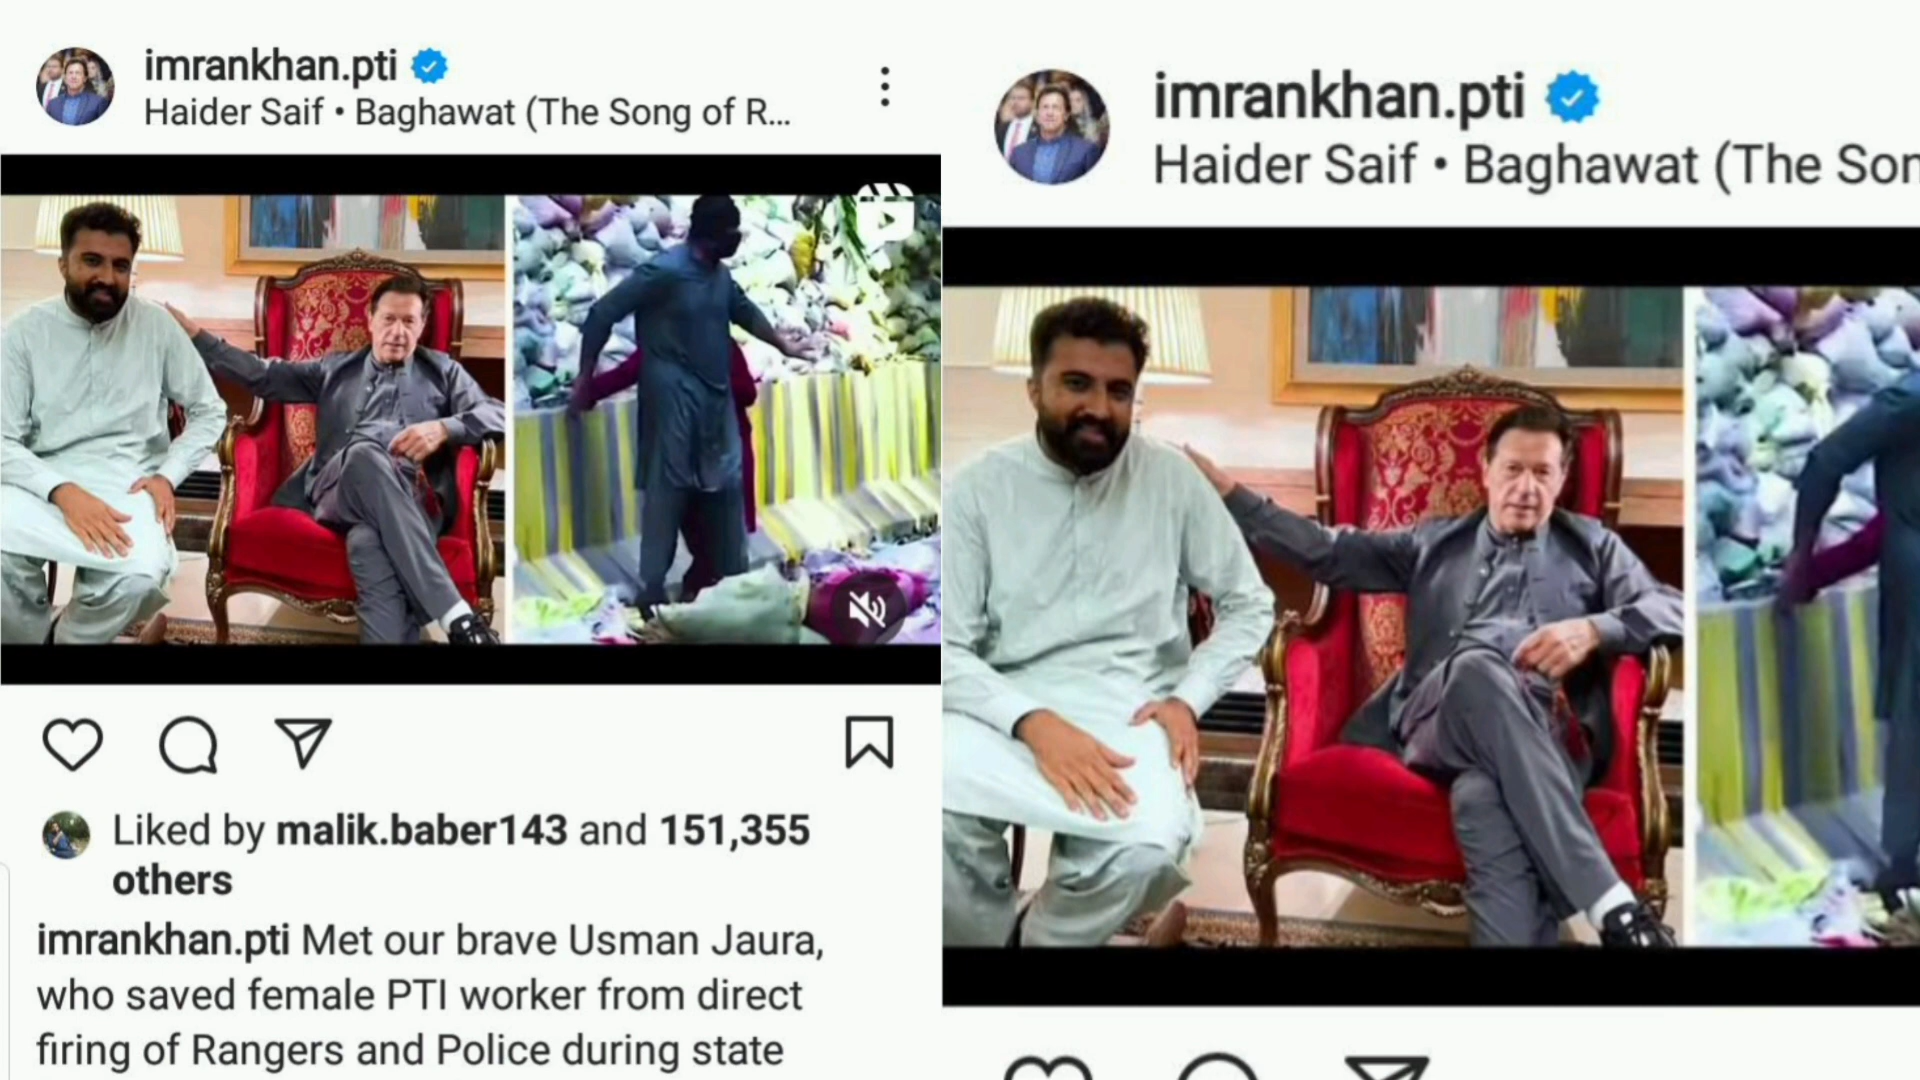 imrankhan.pti
Haider Saif • Baghawat (The Song of R...
Liked by malik.baber143 and 151,355
others
imrankhan.pti Met our brave Usman Jaura,
who saved female PTI worker from direct
firing of Rangers and Police during state
imrankhan.pti
Haider Saif • Baghawat (The Son